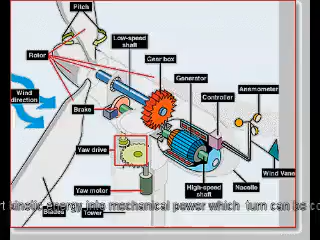 Pitch
Low-speed
shaft
Rotor
Gear box
Generator
Anemometer
Controller
Wind
direction
Brake
Yaw drive
Yaw motor
High-speed
shaft
Nacelle
Wind Vane
Blades
Tower
t kinetic energy into mechanical power which turn can be co